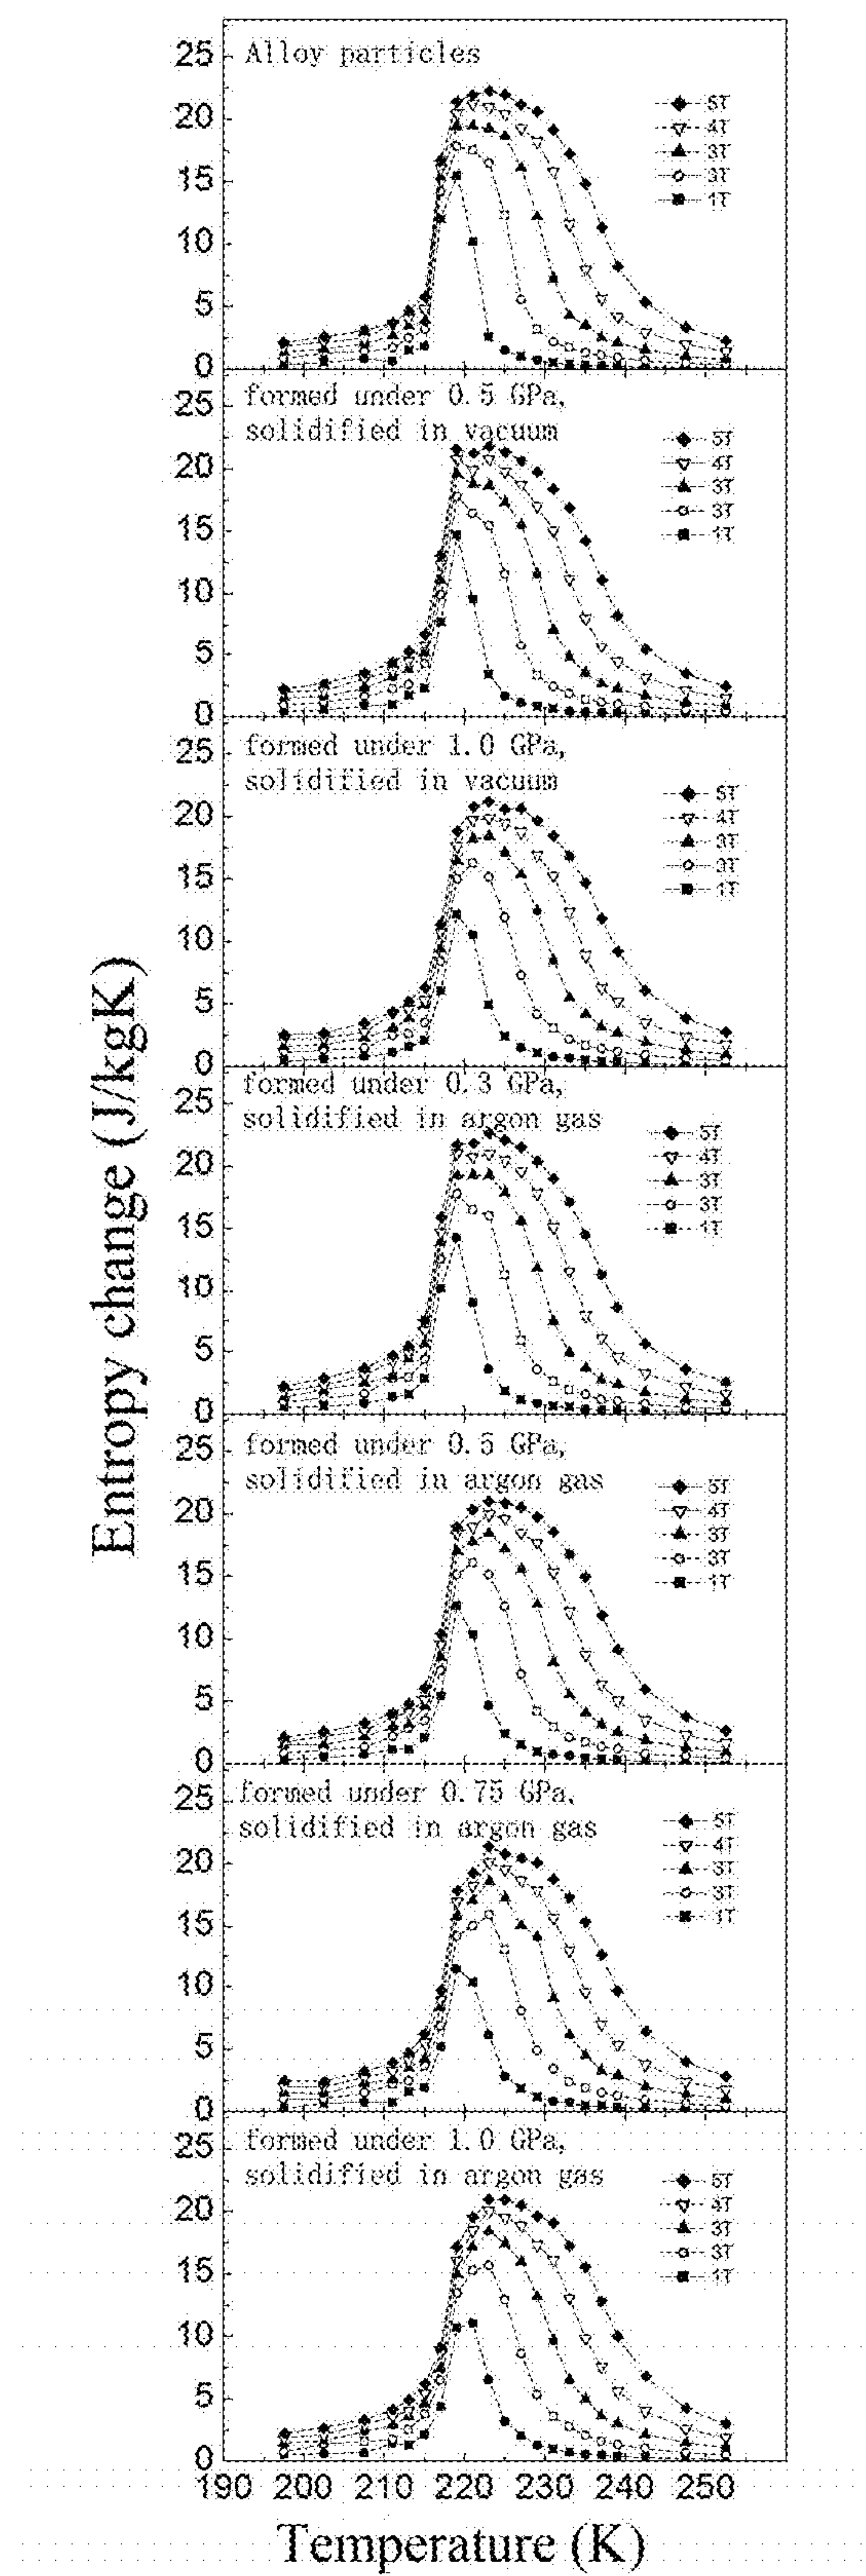 Entropy change (J/kgK)
25
20
15
10
5
0
Alloy particles
5T
4T
3T
3T
1T
25
20
15
10
5
0
formed under 0.5 GPa,
solidified in vacuum
5T
4T
3T
3T
1T
25
20
15
10
5
0
formed under 1.0 GPa,
solidified in vacuum
5T
4T
3T
3T
1T
25
20
15
10
5
0
formed under 0.3 GPa,
solidified in argon gas
5T
4T
3T
3T
1T
25
20
15
10
5
0
formed under 0.5 GPa,
solidified in argon gas
5T
4T
3T
3T
1T
25
20
15
10
5
0
formed under 0.75 GPa,
solidified in argon gas
5T
4T
3T
3T
1T
25
20
15
10
5
0
formed under 1.0 GPa,
solidified in argon gas
5T
4T
3T
3T
1T
190 200 210 220 230 240 250
Temperature (K)